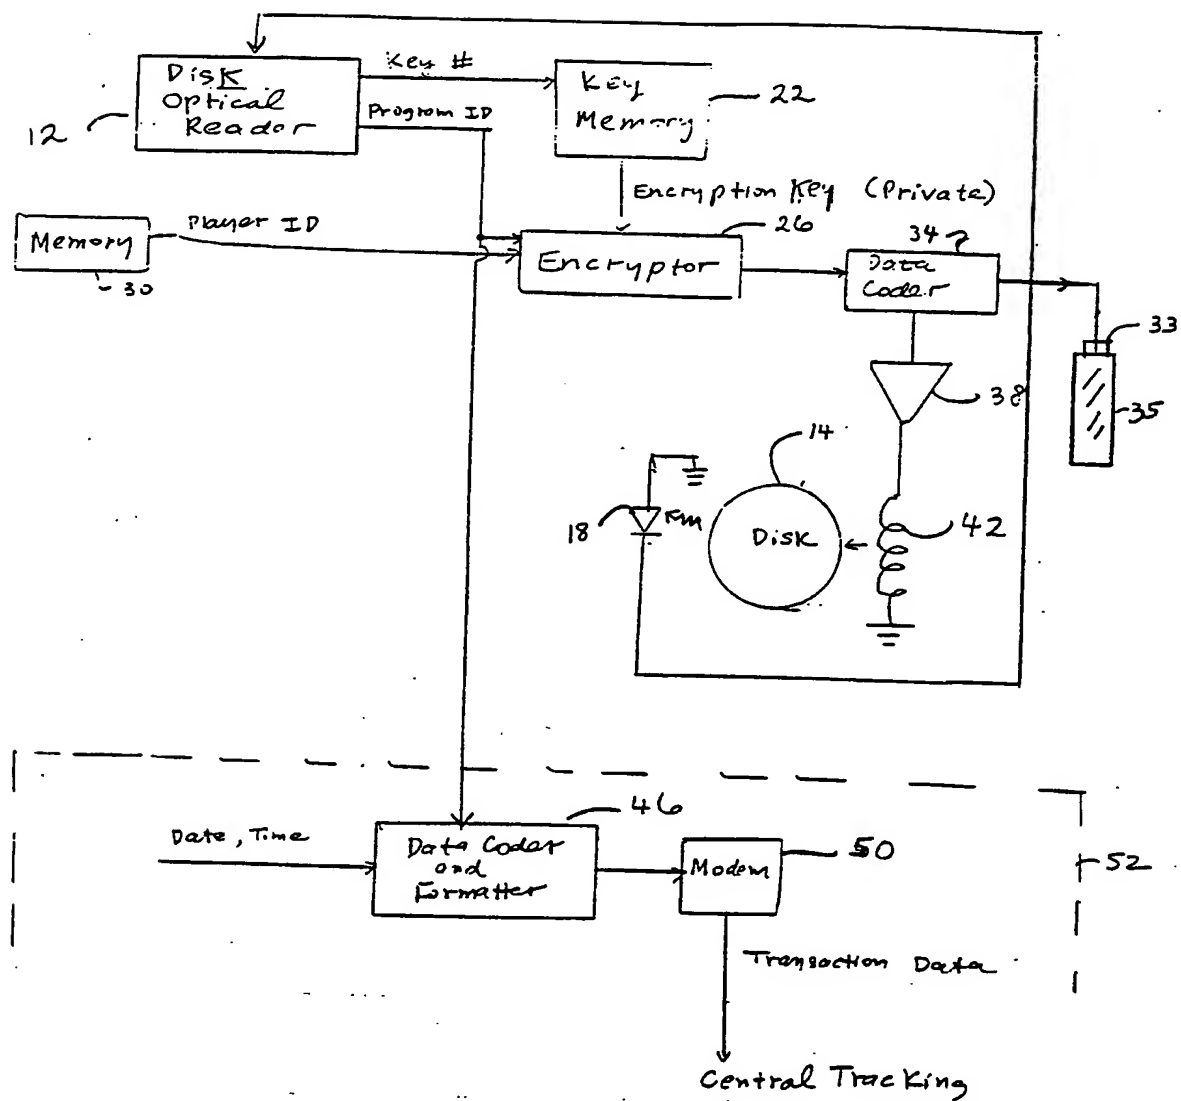 Disk
Optical
Reador
12
Key #
Program ID
Key
Memory
22
Encryption Key (Private)
Memory
30
Player ID
Encryptor
26
34
Data
Coder
33
35
38
14
Disk
18
42
46
Date, Time
Data Coder
and
Formatter
Modem
50
52
Transaction Data
Central Tracking